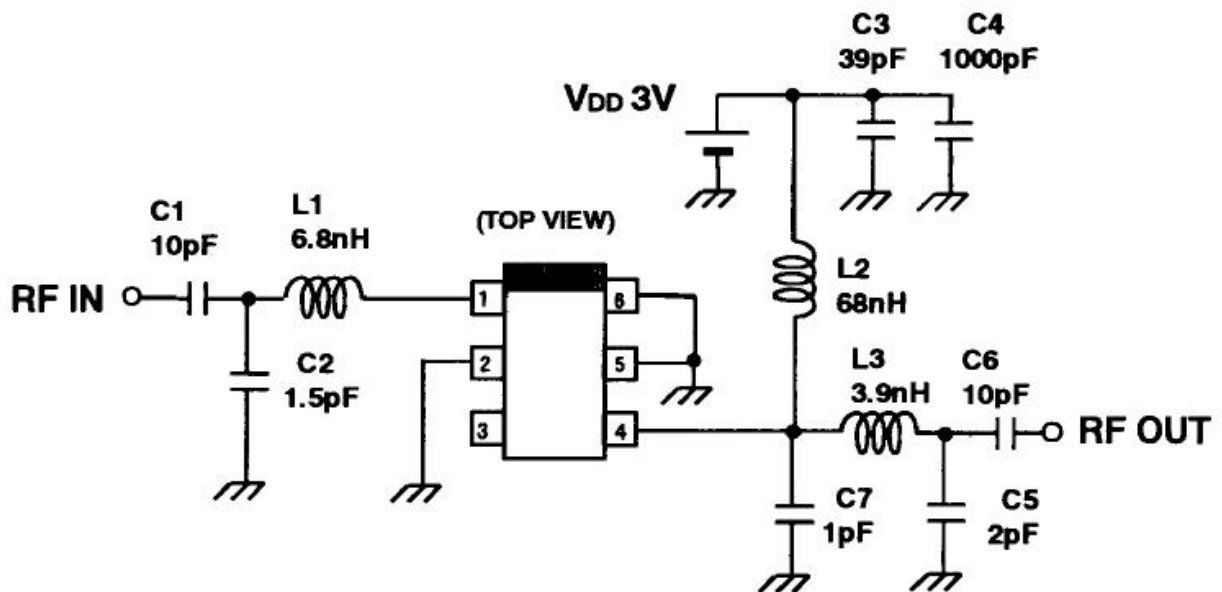 C3
39pF
C4
1000pF
VDD 3V
C1
10pF
L1
6.8nH
(TOP VIEW)
L2
68nH
RF IN
1
6
C2
1.5pF
2
5
L3
3.9nH
C6
10pF
3
4
RF OUT
C7
1pF
C5
2pF